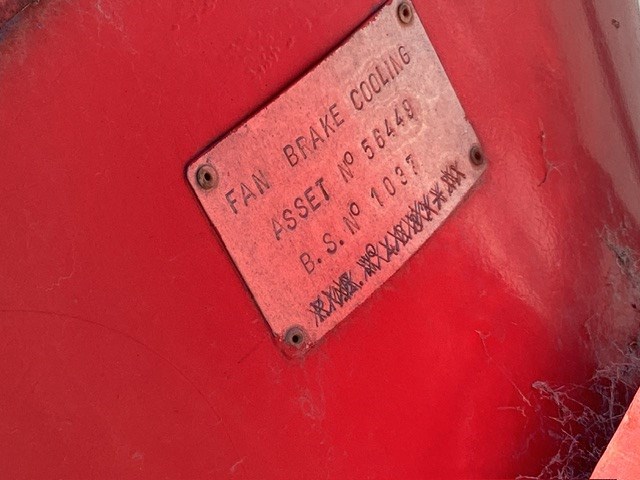 FAN BRAKE COOLING
ASSET Nº 56449
B.S. Nº 1037